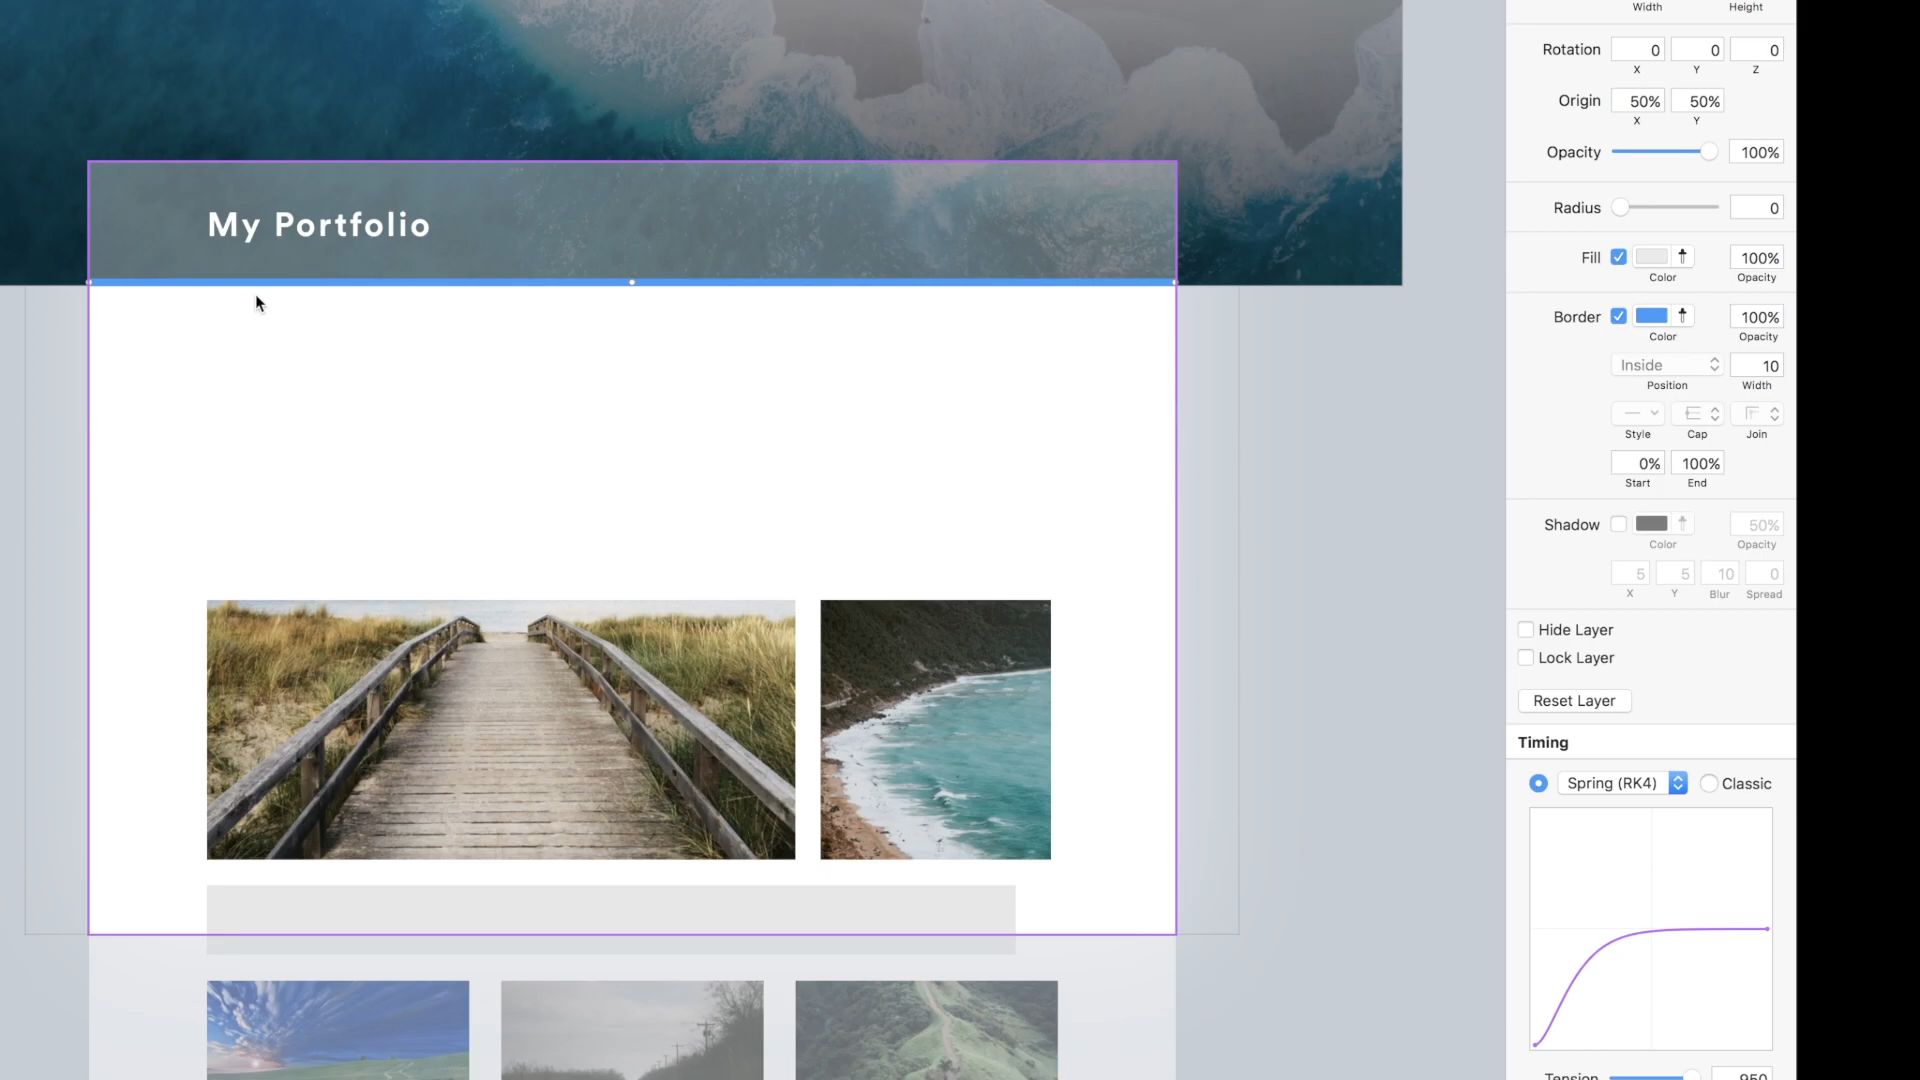 Width Height
Rotation 0 0 0
X Y Z
Origin 50% 50%
X Y
Opacity 100%
My Portfolio
Radius 0
Fill 100%
Color Opacity
Border 100%
Color Opacity
Inside 10
Position Width
Style Cap Join
0% 100%
Start End
Shadow 50%
Color Opacity
5 5 10 0
X Y Blur Spread
Hide Layer
Lock Layer
Reset Layer
Timing
Spring (RK4) Classic
Tension 950